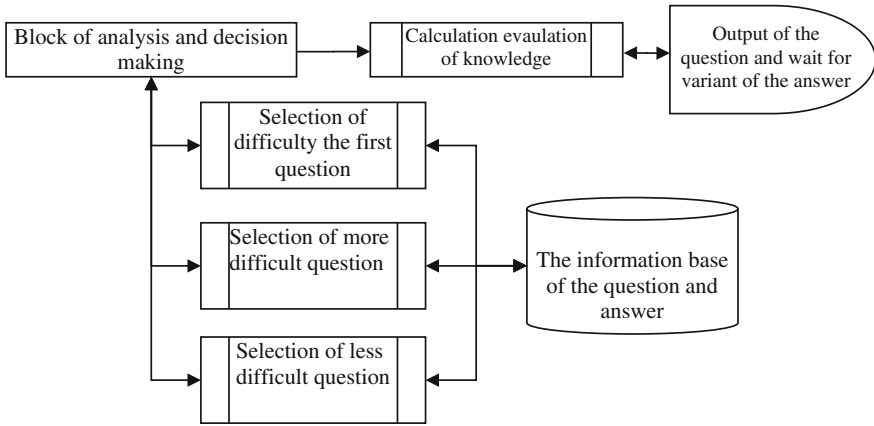 Block of analysis and decision
making
Calculation evaulation
of knowledge
Output of the
question and wait for
variant of the answer
Selection of
difficulty the first
question
Selection of more
difficult question
The information base
of the question and
answer
Selection of less
difficult question